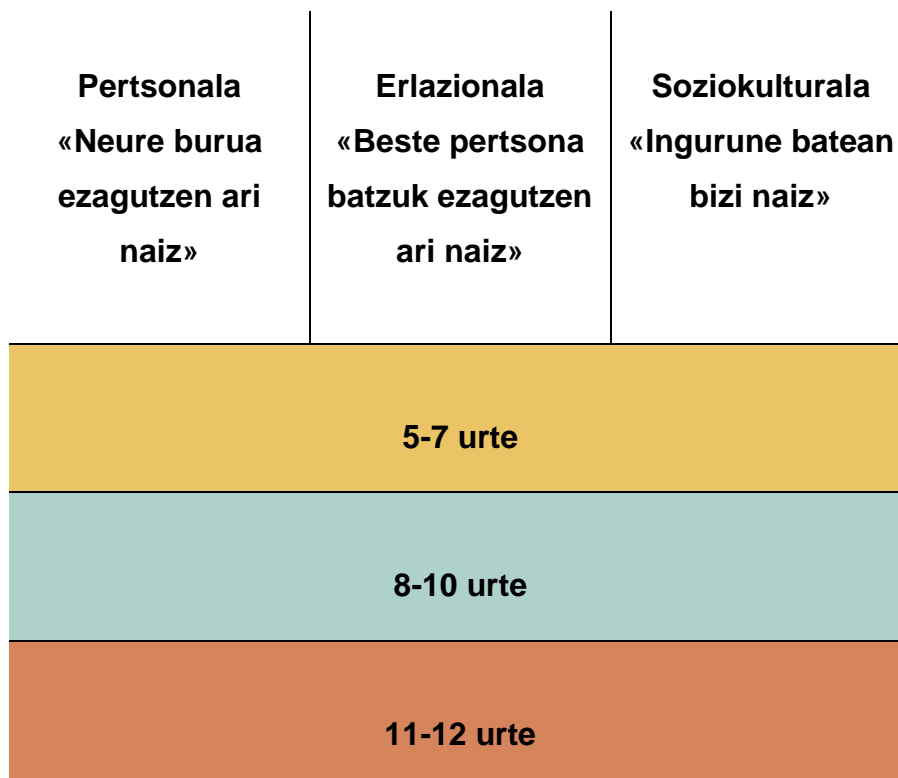 Pertsonala
«Neure burua
ezagutzen ari
naiz»
Erlazionala
«Beste pertsona
batzuk ezagutzen
ari naiz»
Soziokulturala
«Ingurune batean
bizi naiz»
5-7 urte
8-10 urte
11-12 urte